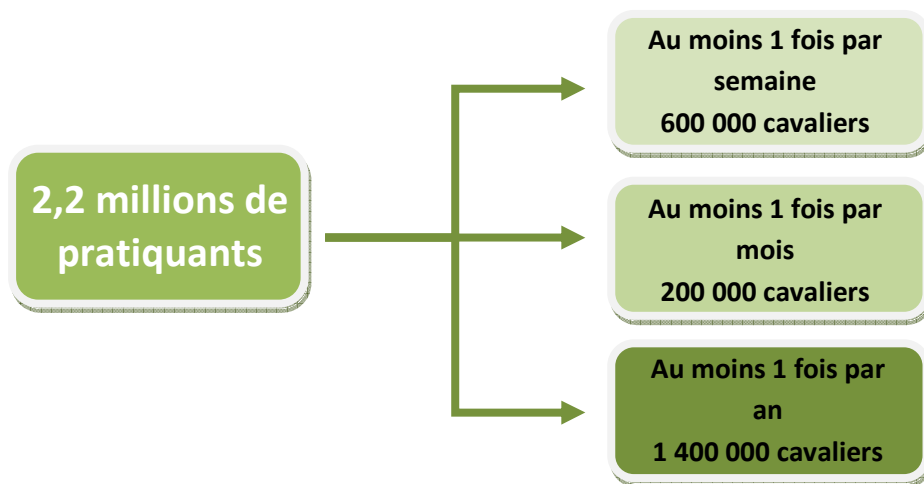 2,2 millions de
pratiquants
Au moins 1 fois par
semaine
600 000 cavaliers
Au moins 1 fois par
mois
200 000 cavaliers
Au moins 1 fois par
an
1 400 000 cavaliers